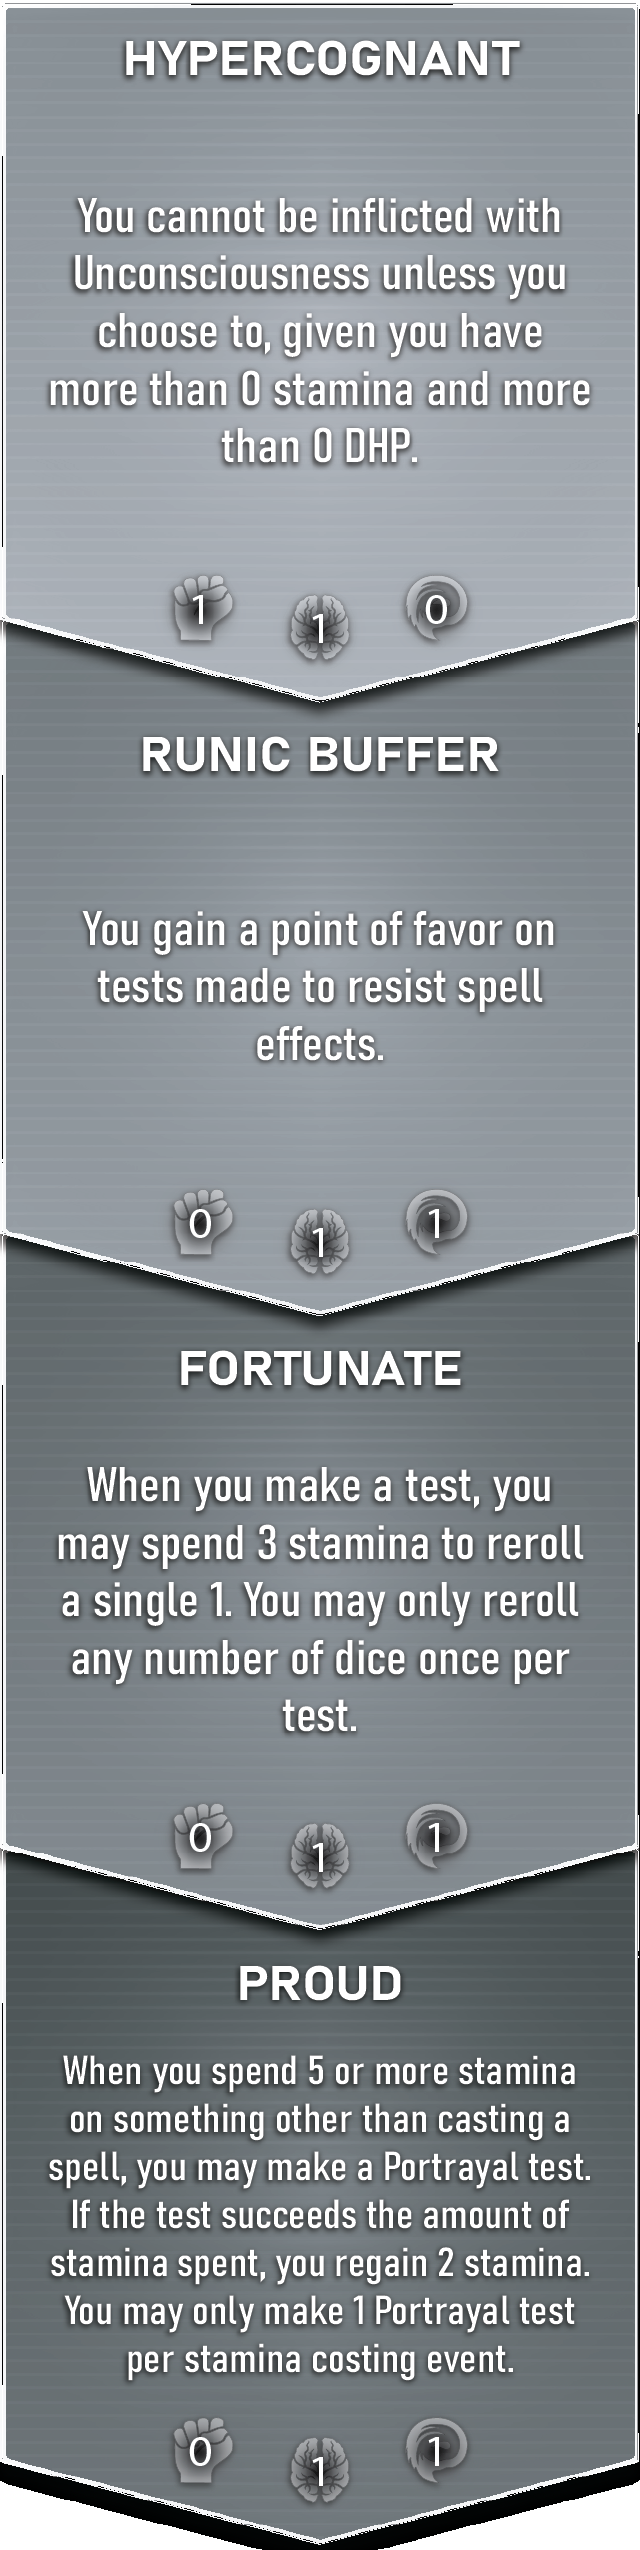 HYPERCOGNANT
You cannot be inflicted with
Unconsciousness unless you
choose to, given you have
more than 0 stamina and more
than 0 DHP.
1 1 0
RUNIC BUFFER
You gain a point of favor on
tests made to resist spell
effects.
0 1 1
FORTUNATE
When you make a test, you
may spend 3 stamina to reroll
a single 1. You may only reroll
any number of dice once per
test.
0 1 1
PROUD
When you spend 5 or more stamina
on something other than casting a
spell, you may make a Portrayal test.
If the test succeeds the amount of
stamina spent, you regain 2 stamina.
You may only make 1 Portrayal test
per stamina costing event.
0 1 1